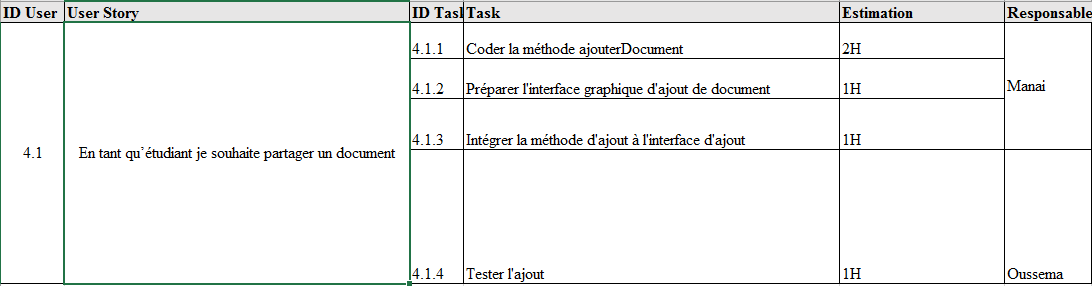 ID User User Story ID Tasl Task Estimation Responsable
4.1.1 Coder la méthode ajouterDocument 2H
4.1.2 Préparer l'interface graphique d'ajout de document 1H
Manai
4.1.3 Intégrer la méthode d'ajout à l'interface d'ajout 1H
4.1 En tant qu’étudiant je souhaite partager un document
4.1.4 Tester l'ajout 1H Oussema